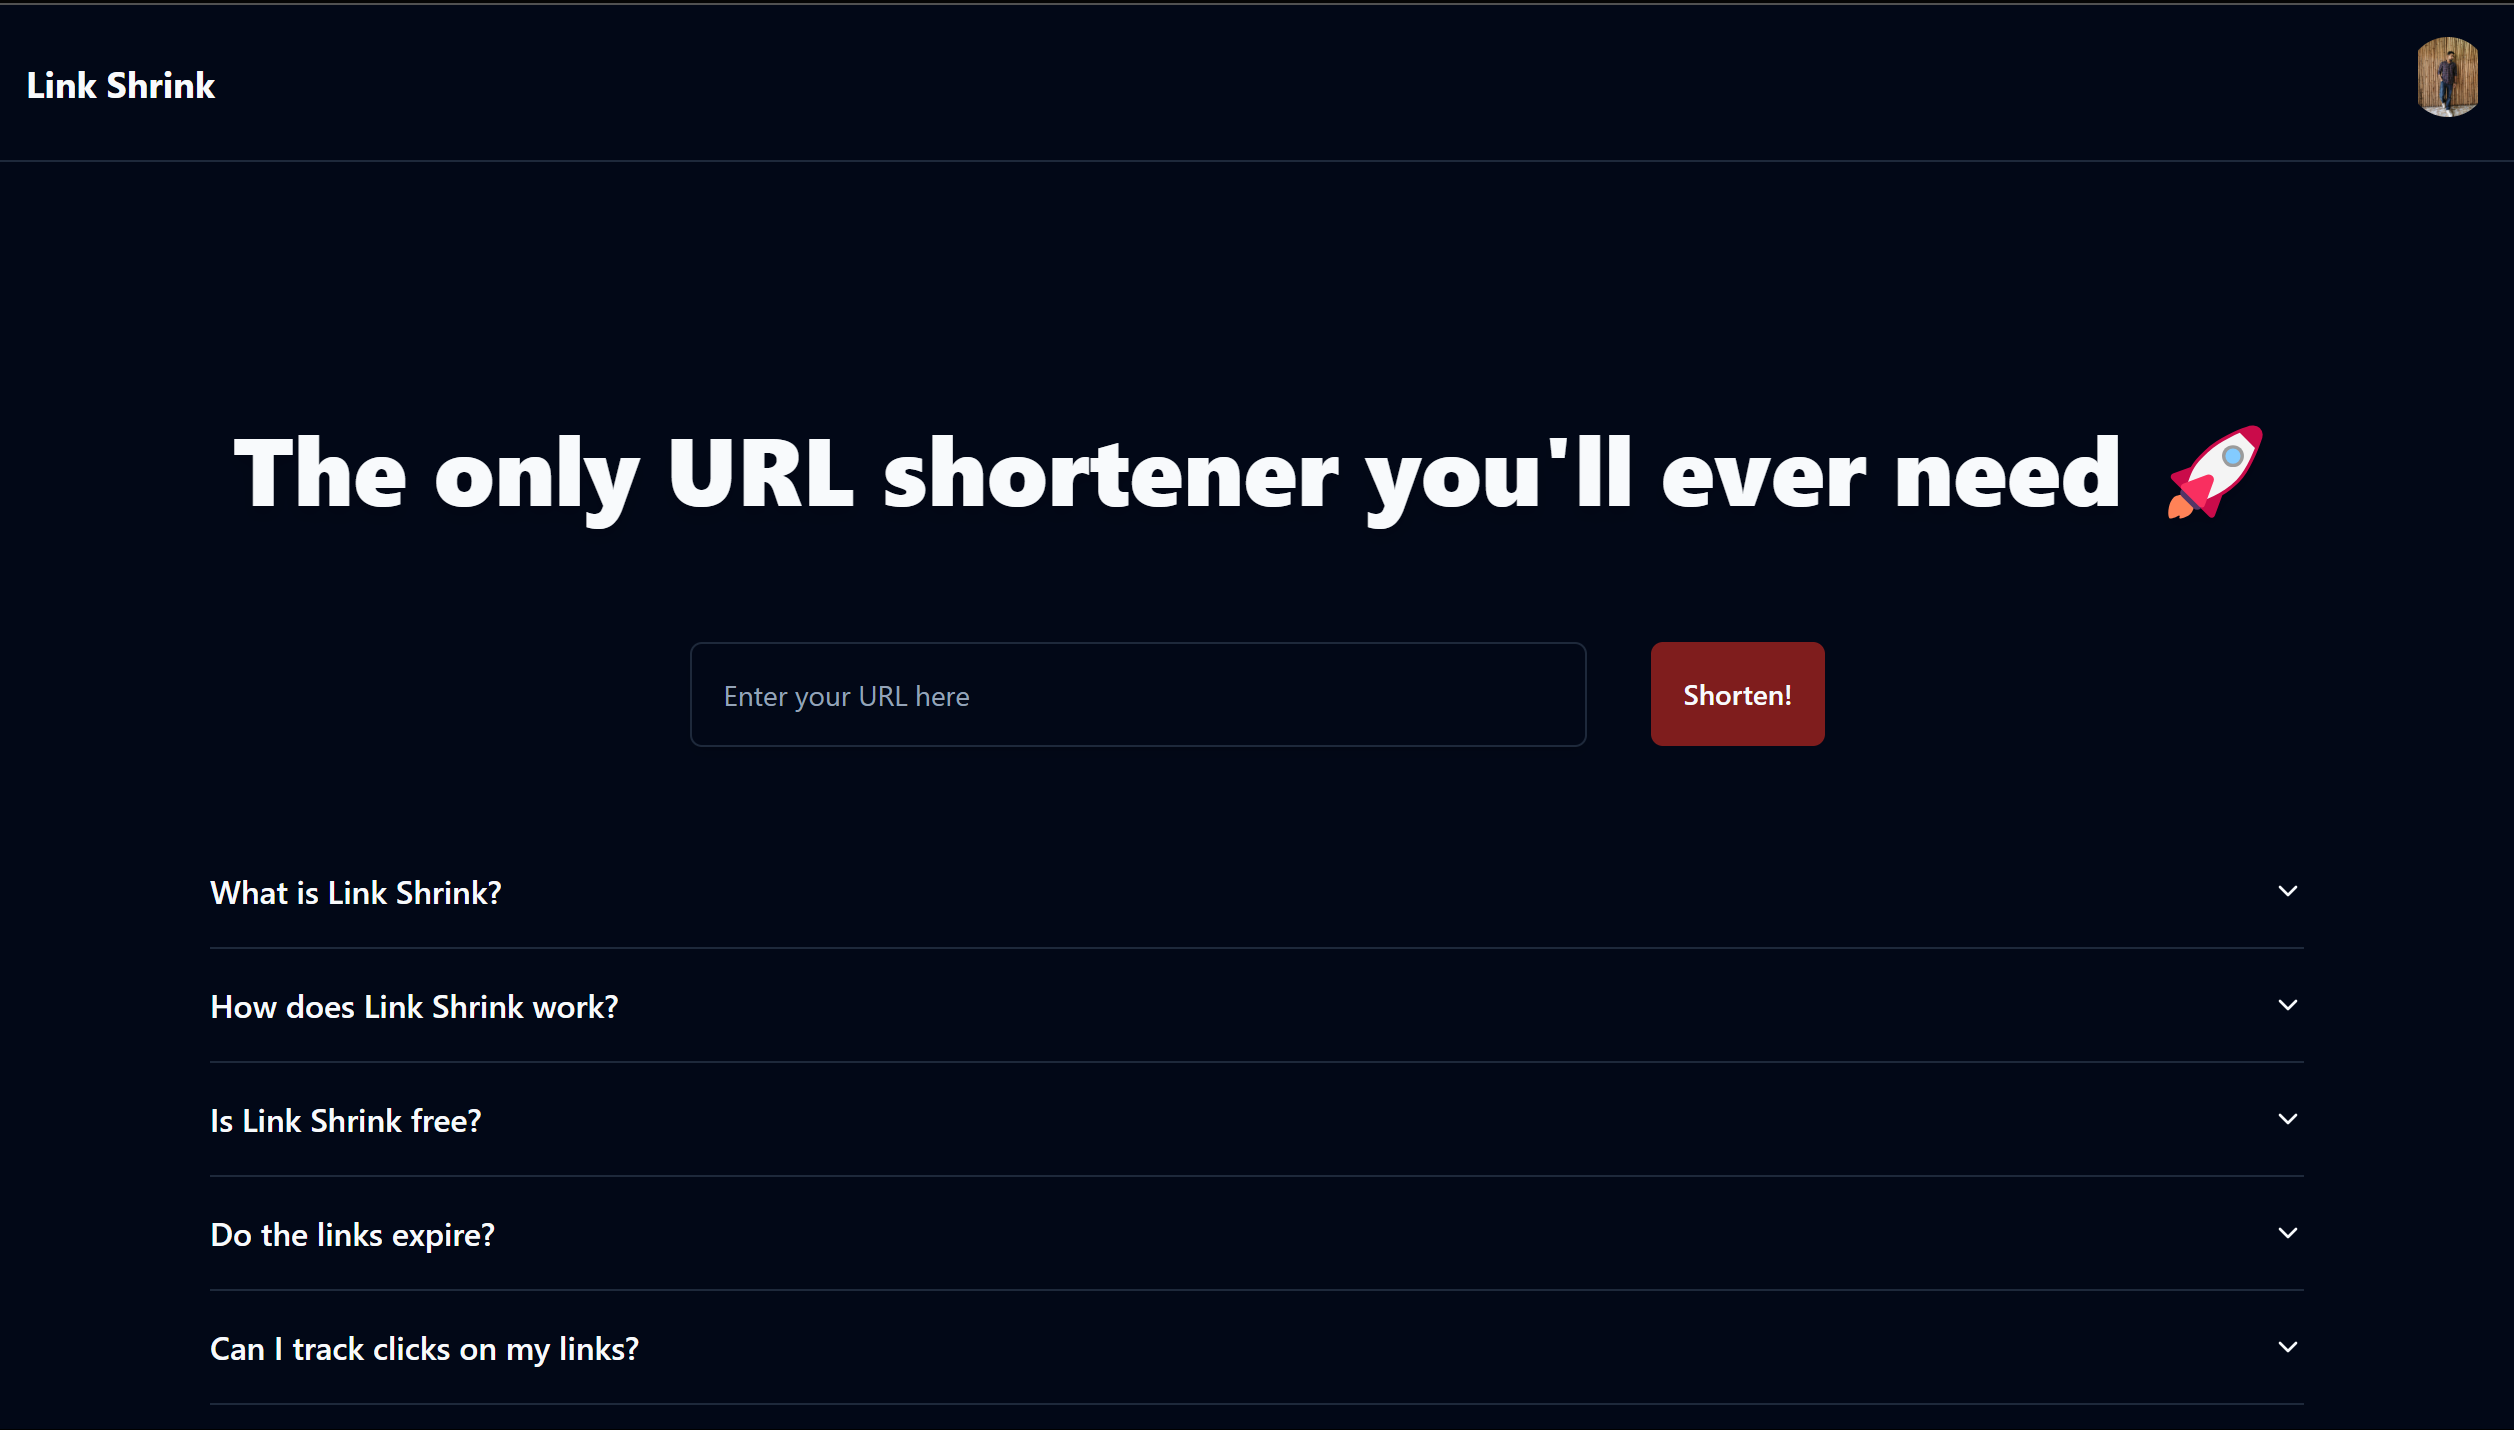 Link Shrink
The only URL shortener you'll ever need 🚀
Enter your URL here
Shorten!
What is Link Shrink?
How does Link Shrink work?
Is Link Shrink free?
Do the links expire?
Can I track clicks on my links?